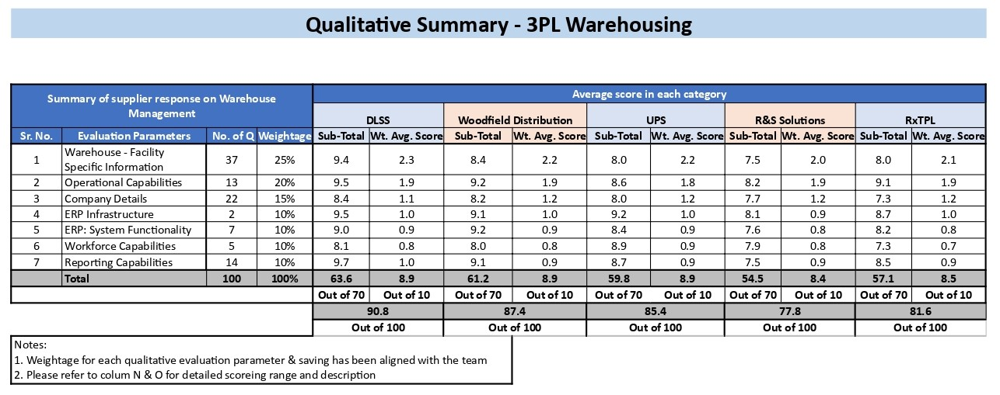 Qualitative Summary - 3PL Warehousing
Summary of supplier response on Warehouse
Management
Average score in each category
DLSS Woodfield Distribution UPS R&S Solutions RxTPL
Sr. No. Evaluation Parameters No. of Q Weightage Sub-Total Wt. Avg. Score Sub-Total Wt. Avg. Score Sub-Total Wt. Avg. Score Sub-Total Wt. Avg. Score Sub-Total Wt. Avg. Score
1 Warehouse - Facility
Specific Information 37 25% 9.4 2.3 8.4 2.2 8.0 2.2 7.5 2.0 8.0 2.1
2 Operational Capabilities 13 20% 9.5 1.9 9.2 1.9 8.6 1.8 8.2 1.9 9.1 1.9
3 Company Details 22 15% 8.4 1.1 8.2 1.2 8.0 1.2 7.7 1.2 7.3 1.2
4 ERP Infrastructure 2 10% 9.5 1.0 9.1 1.0 9.2 1.0 8.1 0.9 8.7 1.0
5 ERP: System Functionality 7 10% 9.0 0.9 9.2 0.9 8.4 0.9 7.6 0.8 8.2 0.8
6 Workforce Capabilities 5 10% 8.1 0.8 8.0 0.8 8.9 0.9 7.9 0.8 7.3 0.7
7 Reporting Capabilities 14 10% 9.7 1.0 9.1 0.9 8.7 0.9 7.5 0.9 8.5 0.9
Total 100 100% 63.6 8.9 61.2 8.9 59.8 8.9 54.5 8.4 57.1 8.5
Out of 70 Out of 10 Out of 70 Out of 10 Out of 70 Out of 10 Out of 70 Out of 10 Out of 70 Out of 10
90.8 87.4 85.4 77.8 81.6
Out of 100 Out of 100 Out of 100 Out of 100 Out of 100
Notes:
1. Weightage for each qualitative evaluation parameter & saving has been aligned with the team
2. Please refer to colum N & O for detailed scoreing range and description